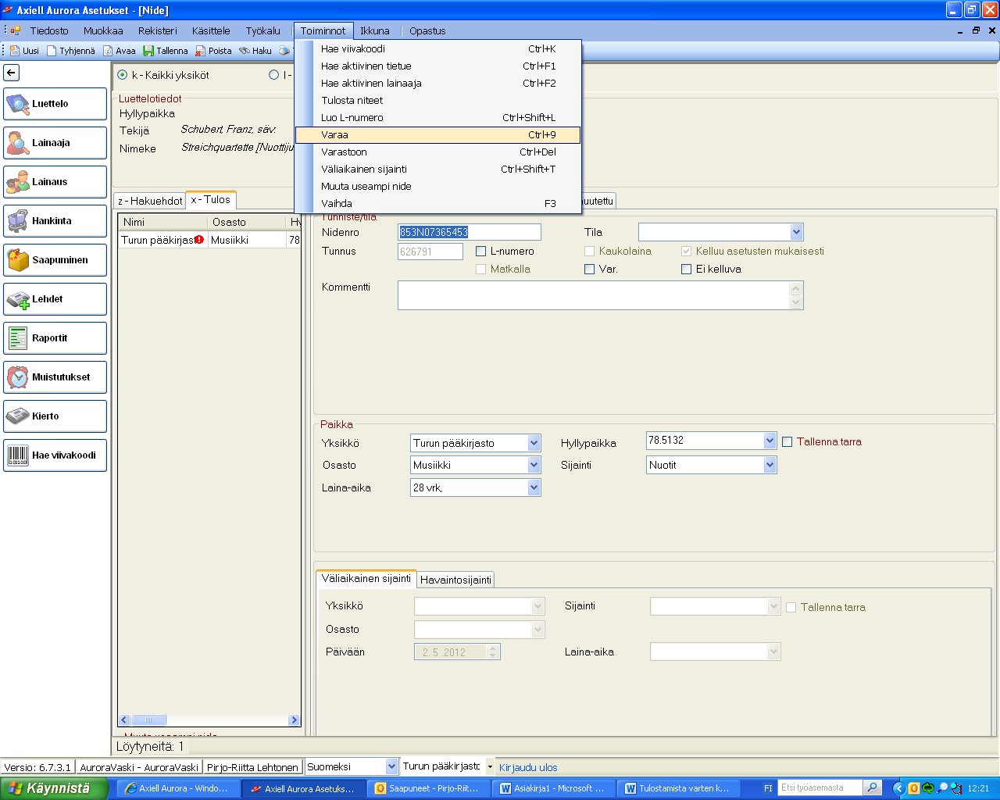 Axiell Aurora Asetukset - [Nide]
Tiedosto Muokkaa Rekisteri Käsittele Työkalu Toiminnot Ikkuna Opastus
Uusi Tyhjennä Avaa Tallenna Poista Haku
Hae viivakoodi Ctrl+K
Hae aktiivinen tietue Ctrl+F1
Hae aktiivinen lainaaja Ctrl+F2
Tulosta niteet
Luo L-numero Ctrl+Shift+L
Varaa Ctrl+9
Varastoon Ctrl+Del
Väliaikainen sijainti Ctrl+Shift+T
Muuta useampi nide
Vaihda F3
Luettelo
Lainaaja
Lainaus
Hankinta
Saapuminen
Lehdet
Raportit
Muistutukset
Kierto
Hae viivakoodi
k - Kaikki yksiköt l -
Luettelotiedot
Hyllypaikka
Tekijä Schubert, Franz, säv.
Nimeke Streichquartette [Nuottiju
z - Hakuehdot x - Tulos uutettu
Nimi Osasto Hy
Turun pääkirjast Musiikki 78
Tunniste/tila
Nidenro 853N07365453 Tila
Tunnus 626791 L-numero Kaukolaina Kelluu asetusten mukaisesti
Matkalla Var. Ei kelluva
Kommentti
Paikka
Yksikkö Turun pääkirjasto Hyllypaikka 78.5132 Tallenna tarra
Osasto Musiikki Sijainti Nuotit
Laina-aika 28 vrk,
Väliaikainen sijainti Havaintosijainti
Yksikkö Sijainti Tallenna tarra
Osasto
Päivään 2. 5 .2012 Laina-aika
Muuta useampi nide
Löytyneitä: 1
Versio: 6.7.3.1 AuroraVaski - AuroraVaski Pirjo-Riitta Lehtonen Suomeksi Turun pääkirjastc Kirjaudu ulos
Käynnistä Axiell Aurora - Windo... Axiell Aurora Asetuks... Saapuneet - Pirjo-Riit... Asiakirja1 - Microsoft ... Tulostamista varten k... FI Etsi työasemasta 12:21